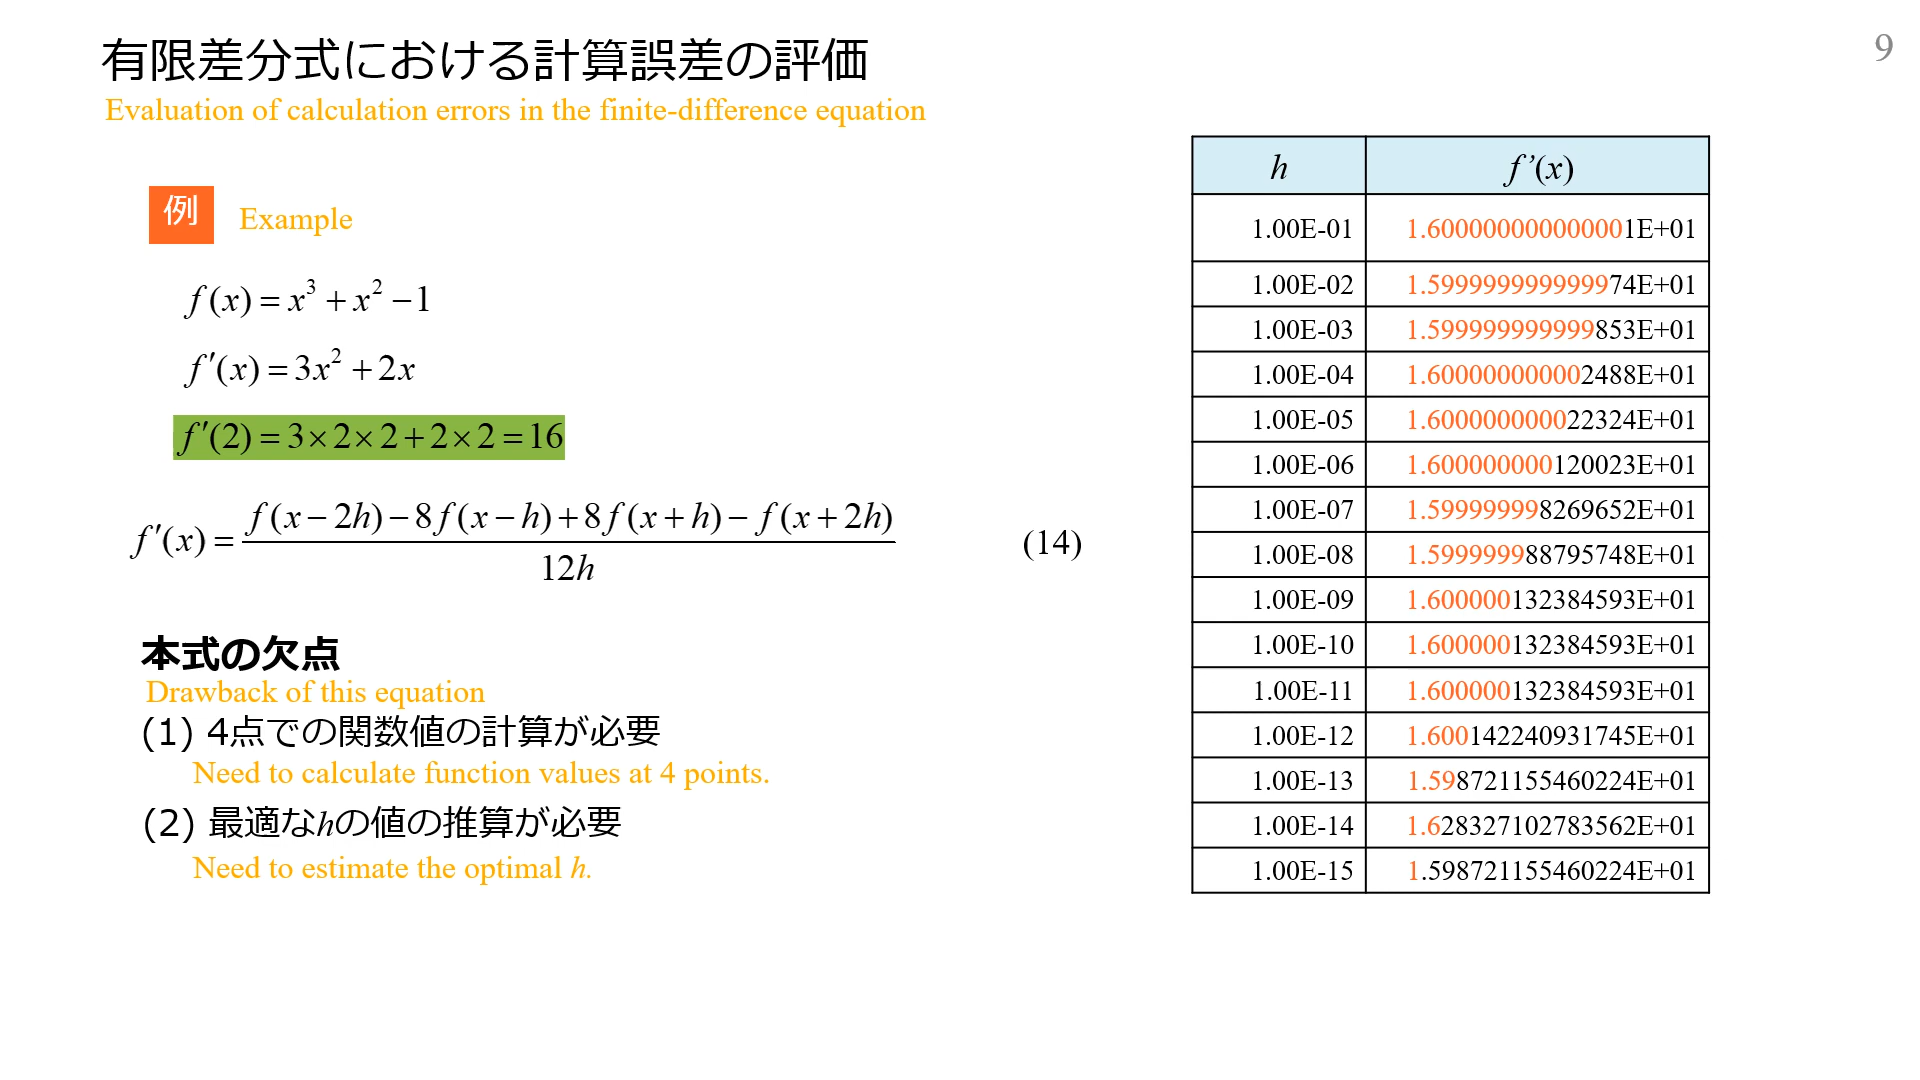 9
有限差分式における計算誤差の評価
Evaluation of calculation errors in the finite-difference equation
例 Example
f(x) = x³ + x² − 1
f′(x) = 3x² + 2x
f′(2) = 3×2×2+2×2 = 16
f′(x) = (f(x−2h)−8f(x−h)+8f(x+h)−f(x+2h)) / 12h (14)
本式の欠点
Drawback of this equation
(1) 4点での関数値の計算が必要
Need to calculate function values at 4 points.
(2) 最適なhの値の推算が必要
Need to estimate the optimal h.
h f’(x)
1.00E-01 1.600000000000001E+01
1.00E-02 1.599999999999974E+01
1.00E-03 1.599999999999853E+01
1.00E-04 1.600000000002488E+01
1.00E-05 1.600000000022324E+01
1.00E-06 1.600000000120023E+01
1.00E-07 1.599999998269652E+01
1.00E-08 1.599999988795748E+01
1.00E-09 1.600000132384593E+01
1.00E-10 1.600000132384593E+01
1.00E-11 1.600000132384593E+01
1.00E-12 1.600142240931745E+01
1.00E-13 1.598721155460224E+01
1.00E-14 1.628327102783562E+01
1.00E-15 1.598721155460224E+01